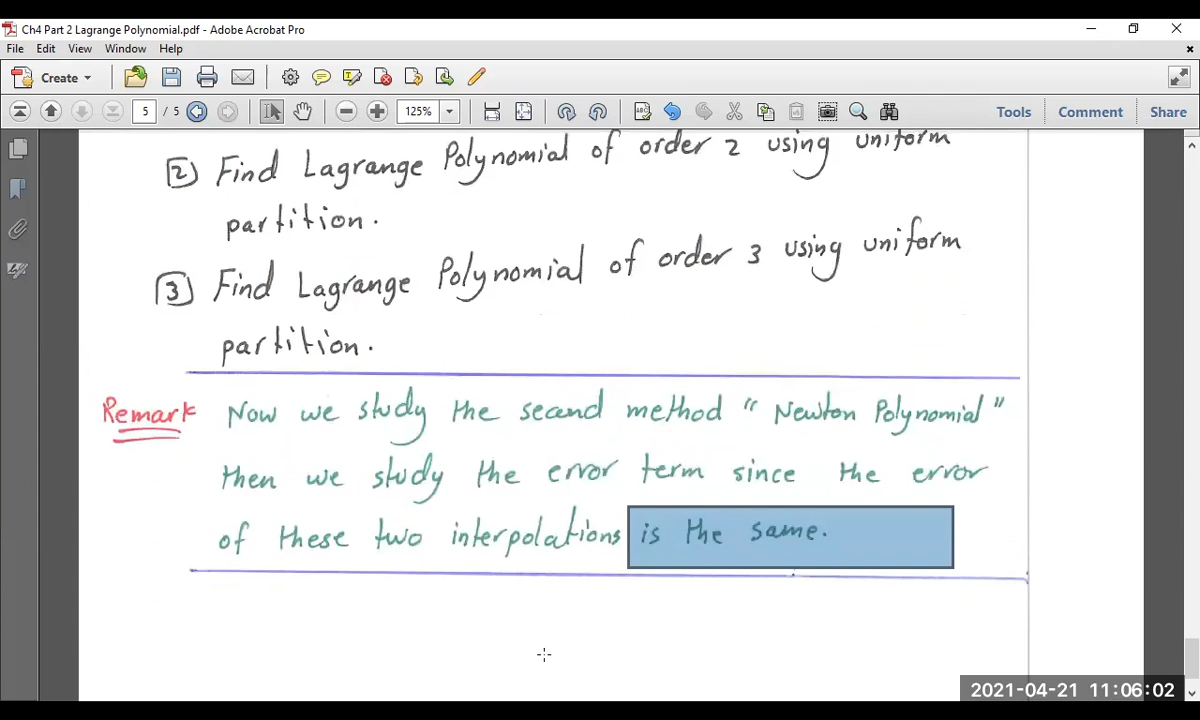 Ch4 Part 2 Lagrange Polynomial.pdf - Adobe Acrobat Pro
File Edit View Window Help
Create
5 / 5 125% Tools Comment Share
2 Find Lagrange Polynomial of order 2 using uniform
partition.
3 Find Lagrange Polynomial of order 3 using uniform
partition.
Remark Now we study the secand method "Newton Polynomial"
then we study the error term since the error
of these two interpolations is the same.
2021-04-21 11:06:02